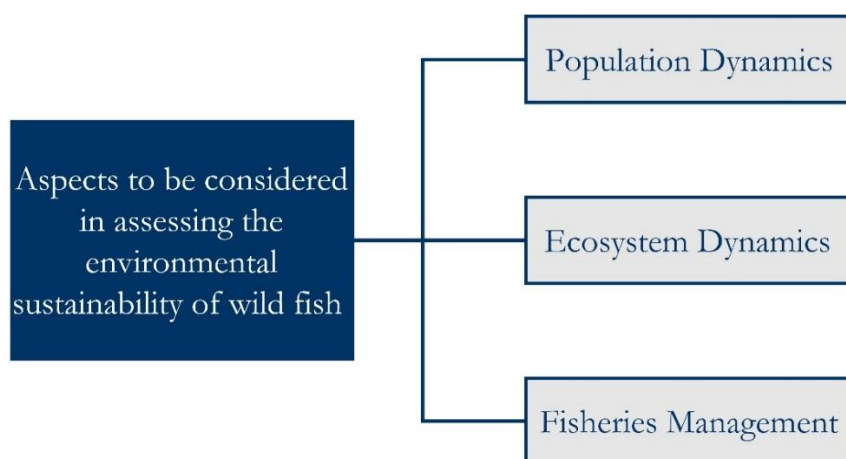 Aspects to be considered
in assessing the
environmental
sustainability of wild fish
Population Dynamics
Ecosystem Dynamics
Fisheries Management